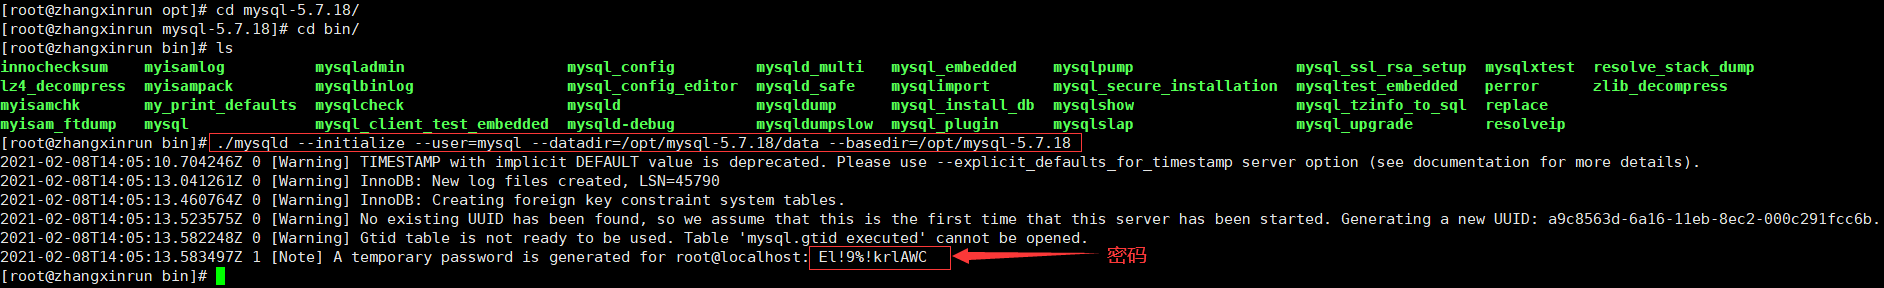 [root@zhangxinrun opt]# cd mysql-5.7.18/
[root@zhangxinrun mysql-5.7.18]# cd bin/
[root@zhangxinrun bin]# ls
innochecksum myisamlog mysqladmin mysql_config mysqld_multi mysql_embedded mysqlpump mysql_ssl_rsa_setup mysqlxtest resolve_stack_dump
lz4_decompress myisampack mysqlbinlog mysql_config_editor mysqld_safe mysqlimport mysql_secure_installation mysqltest_embedded perror zlib_decompress
myisamchk my_print_defaults mysqlcheck mysqld mysqldump mysql_install_db mysqlshow mysql_tzinfo_to_sql replace
myisam_ftdump mysql mysql_client_test_embedded mysqld-debug mysqldumpslow mysql_plugin mysqlslap mysql_upgrade resolveip
[root@zhangxinrun bin]# ./mysqld --initialize --user=mysql --datadir=/opt/mysql-5.7.18/data --basedir=/opt/mysql-5.7.18
2021-02-08T14:05:10.704246Z 0 [Warning] TIMESTAMP with implicit DEFAULT value is deprecated. Please use --explicit_defaults_for_timestamp server option (see documentation for more details).
2021-02-08T14:05:13.041261Z 0 [Warning] InnoDB: New log files created, LSN=45790
2021-02-08T14:05:13.460764Z 0 [Warning] InnoDB: Creating foreign key constraint system tables.
2021-02-08T14:05:13.523575Z 0 [Warning] No existing UUID has been found, so we assume that this is the first time that this server has been started. Generating a new UUID: a9c8563d-6a16-11eb-8ec2-000c291fcc6b.
2021-02-08T14:05:13.582248Z 0 [Warning] Gtid table is not ready to be used. Table 'mysql.gtid_executed' cannot be opened.
2021-02-08T14:05:13.583497Z 1 [Note] A temporary password is generated for root@localhost: El!9%!krlAWC 密码
[root@zhangxinrun bin]#